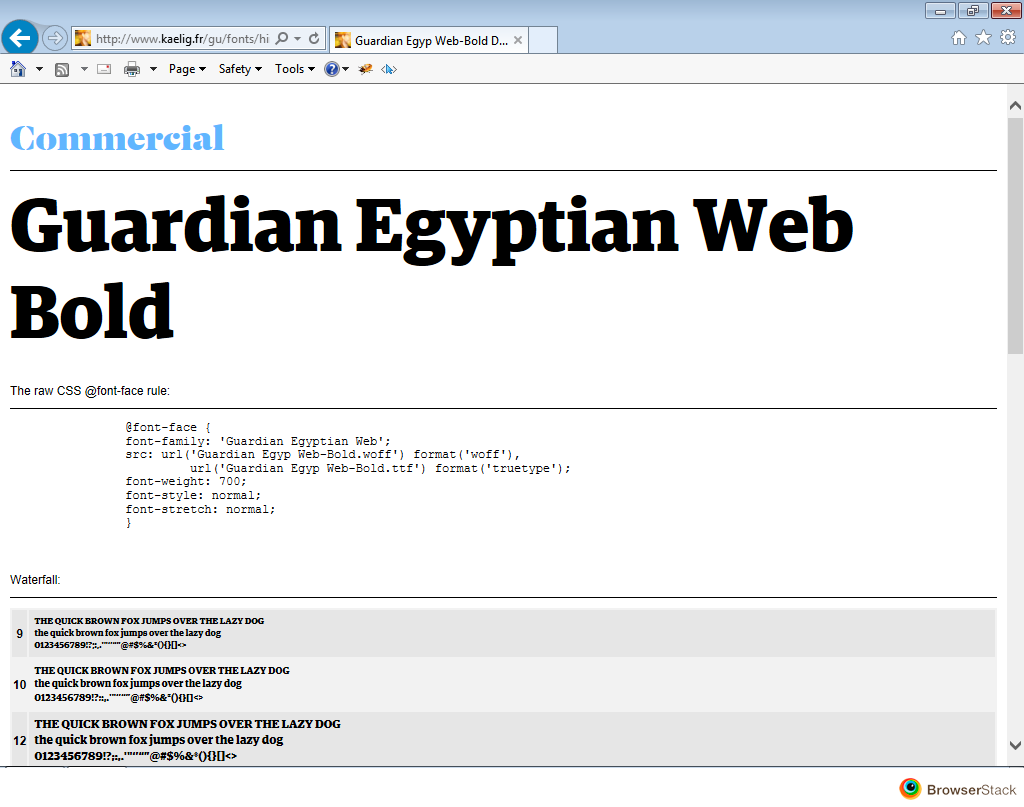 http://www.kaelig.fr/gu/fonts/hi
Guardian Egyp Web-Bold D...
Page
Safety
Tools
Commercial
Guardian Egyptian Web
Bold
The raw CSS @font-face rule:
@font-face {
font-family: 'Guardian Egyptian Web';
src: url('Guardian Egyp Web-Bold.woff') format('woff'),
url('Guardian Egyp Web-Bold.ttf') format('truetype');
font-weight: 700;
font-style: normal;
font-stretch: normal;
}
Waterfall:
9
THE QUICK BROWN FOX JUMPS OVER THE LAZY DOG
the quick brown fox jumps over the lazy dog
0123456789!?;:,.'"‘’“”@#$%&*(){}[]<>
10
THE QUICK BROWN FOX JUMPS OVER THE LAZY DOG
the quick brown fox jumps over the lazy dog
0123456789!?;:,.'"‘’“”@#$%&*(){}[]<>
12
THE QUICK BROWN FOX JUMPS OVER THE LAZY DOG
the quick brown fox jumps over the lazy dog
0123456789!?;:,.'"‘’“”@#$%&*(){}[]<>
BrowserStack